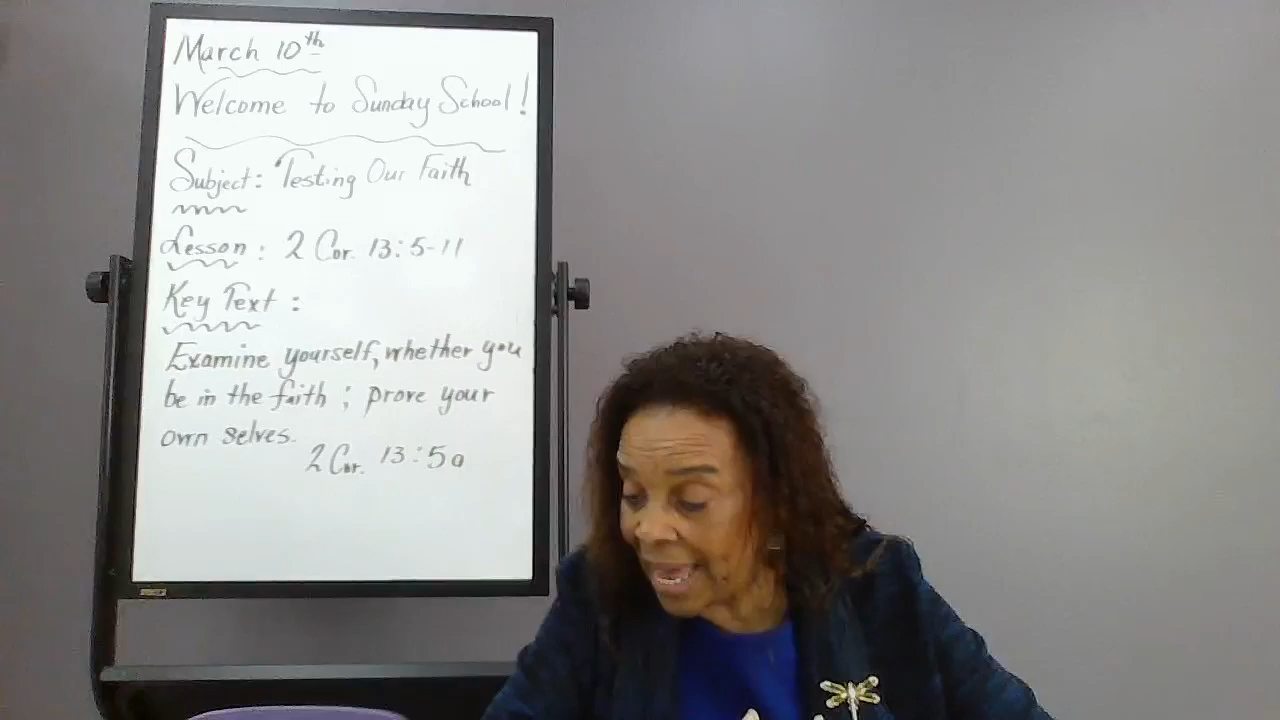 March 10th
Welcome to Sunday School!
Subject: Testing Our Faith
Lesson: 2 Cor. 13:5-11
Key Text:
Examine yourself, whether you
be in the faith; prove your
own selves.
2 Cor. 13:5a